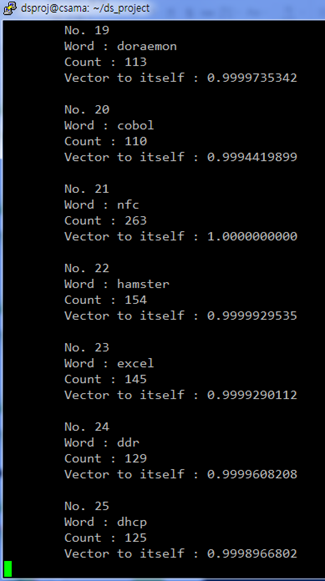 dsproj@csama: ~/ds_project
No. 19
Word : doraemon
Count : 113
Vector to itself : 0.9999735342
No. 20
Word : cobol
Count : 110
Vector to itself : 0.9994419899
No. 21
Word : nfc
Count : 263
Vector to itself : 1.0000000000
No. 22
Word : hamster
Count : 154
Vector to itself : 0.9999929535
No. 23
Word : excel
Count : 145
Vector to itself : 0.9999290112
No. 24
Word : ddr
Count : 129
Vector to itself : 0.9999608208
No. 25
Word : dhcp
Count : 125
Vector to itself : 0.9998966802